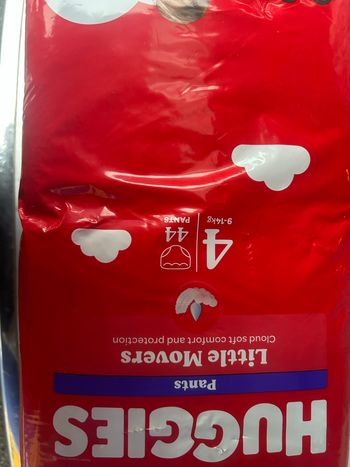 HUGGIES
Pants
Little Movers
Cloud soft comfort and protection
4
9-14kg
44
PANTS